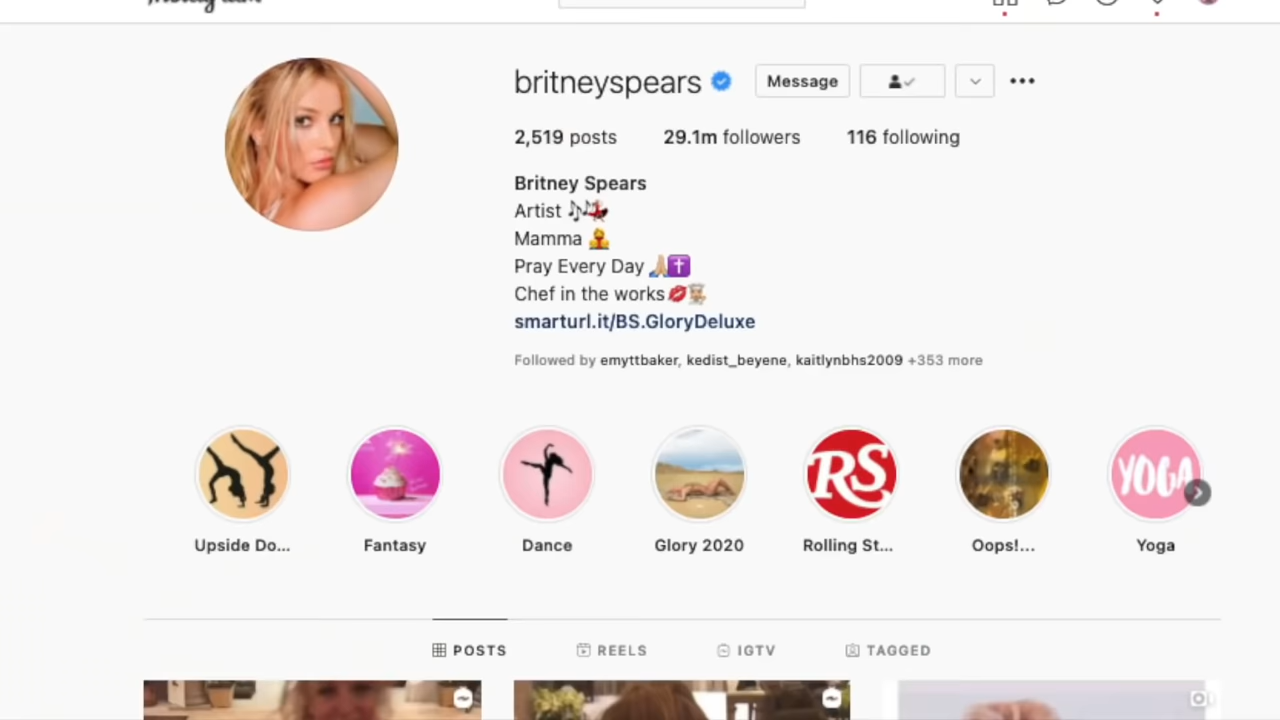 britneyspears
Message
2,519 posts 29.1m followers 116 following
Britney Spears
Artist 🎶💃
Mamma
Pray Every Day 🙏🏼✝️
Chef in the works💋👩🏼‍🍳
smarturl.it/BS.GloryDeluxe
Followed by emyttbaker, kedist_beyene, kaitlynbhs2009 +353 more
RS
YOGA
Upside Do... Fantasy Dance Glory 2020 Rolling St... Oops!... Yoga
POSTS REELS IGTV TAGGED